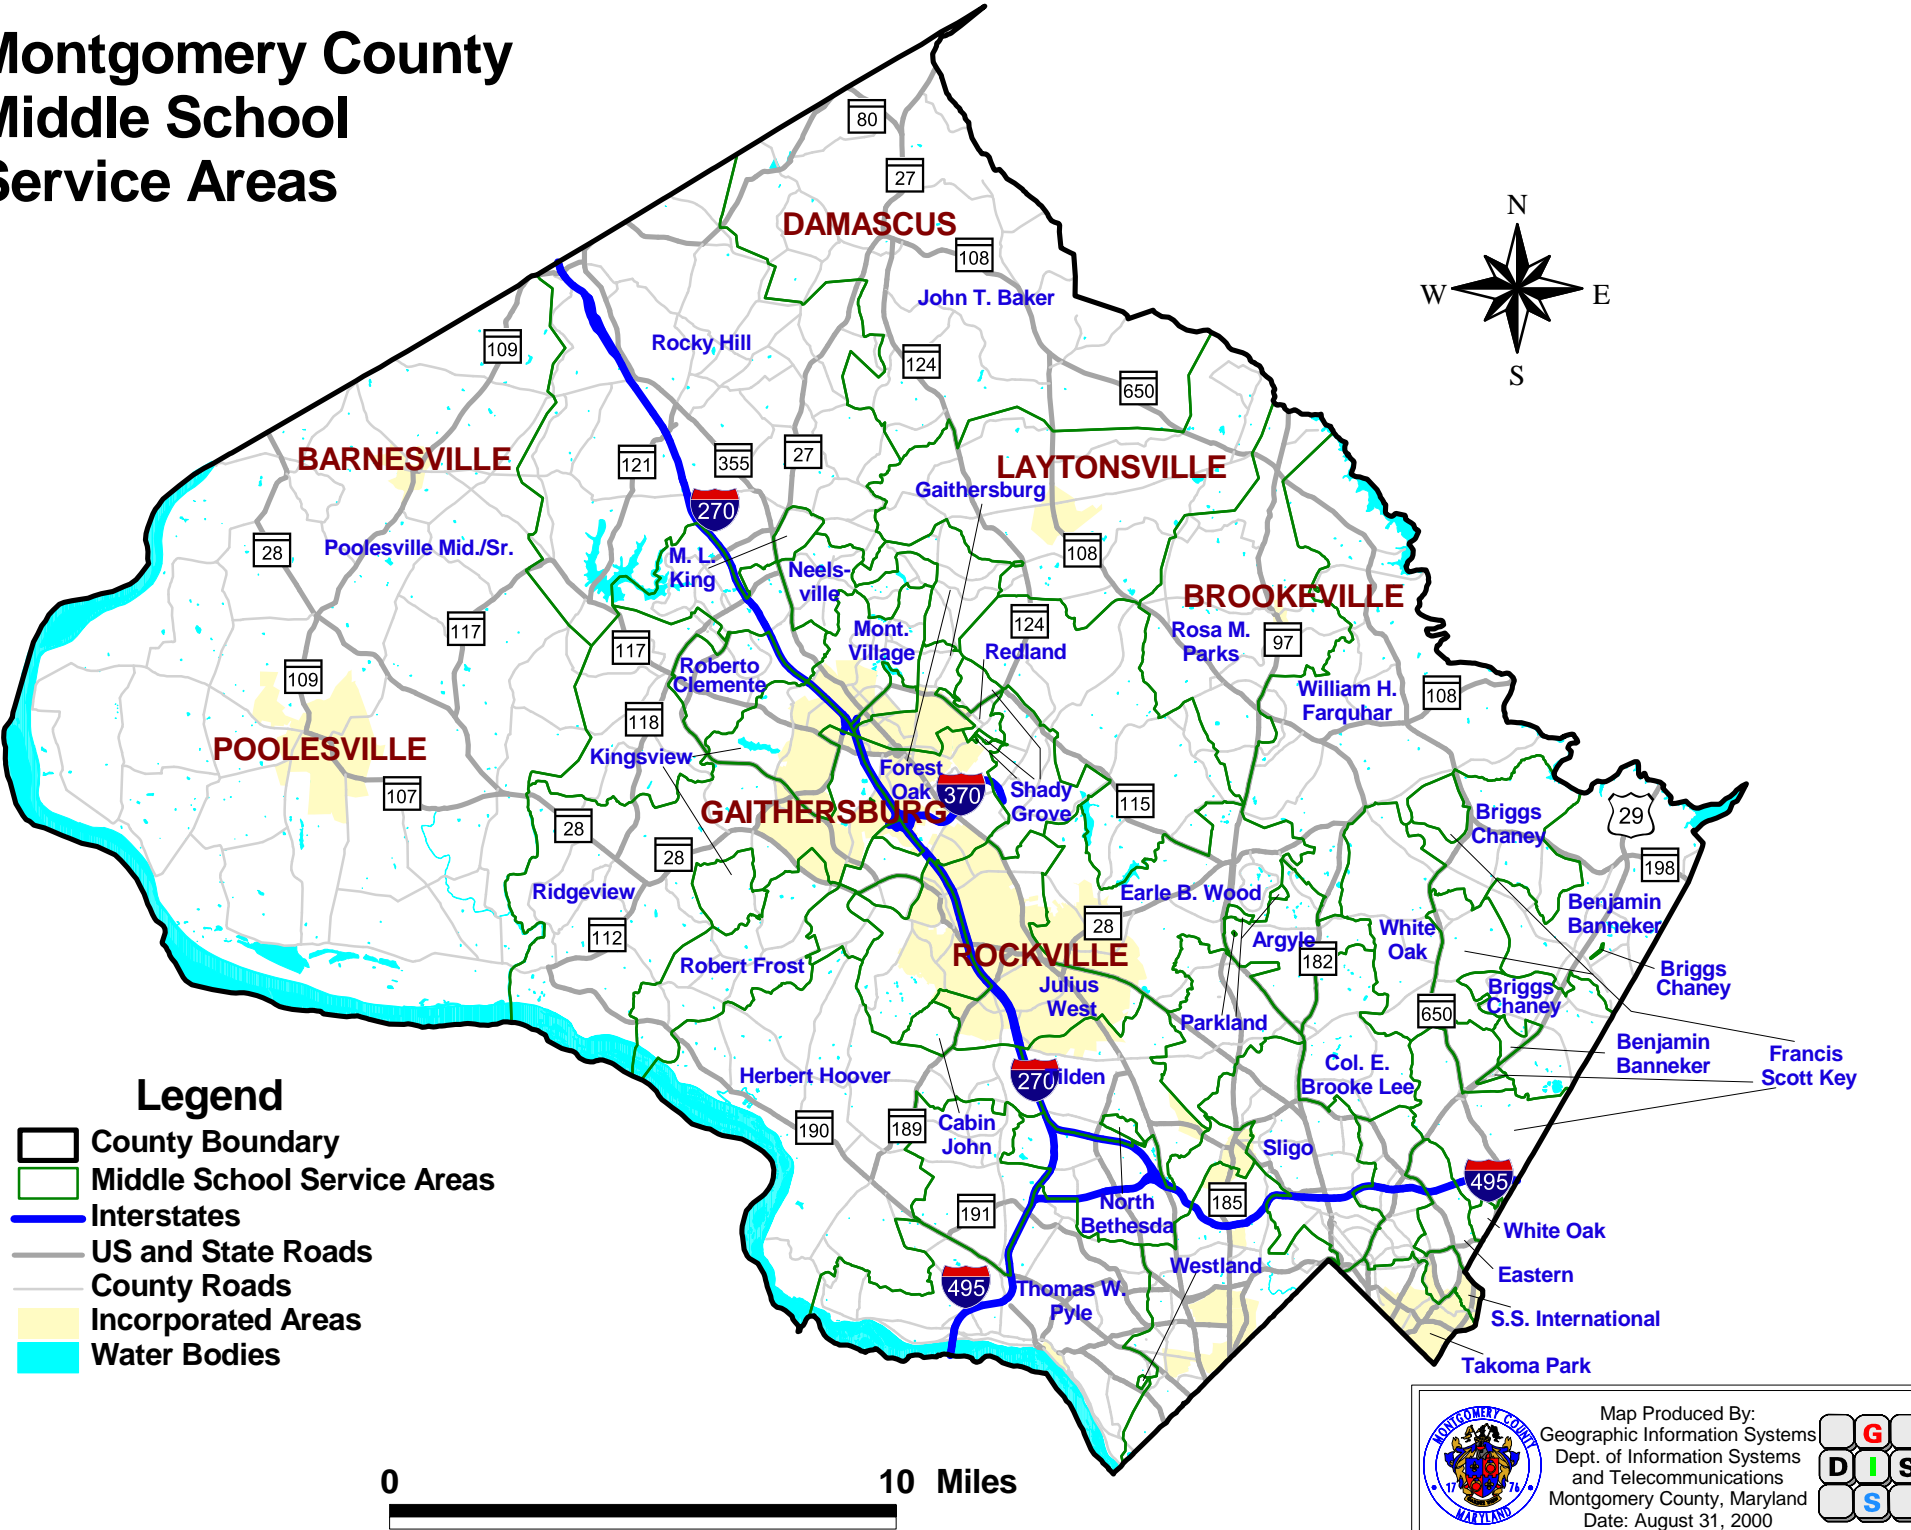 Montgomery County
Middle School
Service Areas
80
27
DAMASCUS
108
John T. Baker
N
W
E
S
109
Rocky Hill
124
650
BARNESVILLE
121
355
27
LAYTONSVILLE
Gaithersburg
270
28
Poolesville Mid./Sr.
M. L.
King
Neels-
ville
108
BROOKEVILLE
117
117
Mont.
Village
124
Redland
Rosa M.
Parks
97
109
Roberto
Clemente
William H.
Farquhar
108
118
POOLESVILLE
Kingsview
Forest
Oak
370
Shady
Grove
107
GAITHERSBURG
115
Briggs
Chaney
29
28
28
198
Ridgeview
Earle B. Wood
Benjamin
Banneker
112
28
Argyle
White
Oak
ROCKVILLE
182
Robert Frost
Julius
West
Briggs
Chaney
Briggs
Chaney
Parkland
650
Benjamin
Banneker
Francis
Scott Key
Herbert Hoover
270
ilden
Col. E.
Brooke Lee
190
189
Cabin
John
Sligo
495
191
North
Bethesda
185
White Oak
Westland
Eastern
495
Thomas W.
Pyle
S.S. International
Takoma Park
Legend
County Boundary
Middle School Service Areas
Interstates
US and State Roads
County Roads
Incorporated Areas
Water Bodies
0
10 Miles
MONTGOMERY COUNTY
17 76
MARYLAND
Map Produced By:
Geographic Information Systems
Dept. of Information Systems
and Telecommunications
Montgomery County, Maryland
Date: August 31, 2000
G
D I S
S